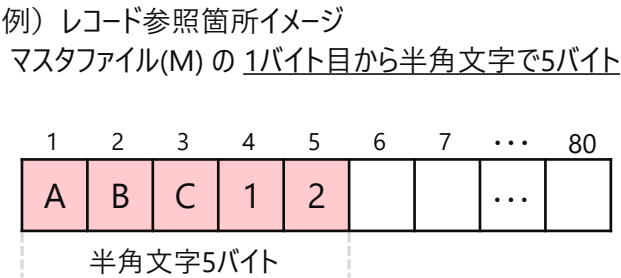 例）レコード参照箇所イメージ
マスタファイル(M) の 1バイト目から半角文字で5バイト
1 2 3 4 5 6 7 ･･･ 80
A B C 1 2 ･･･
半角文字5バイト